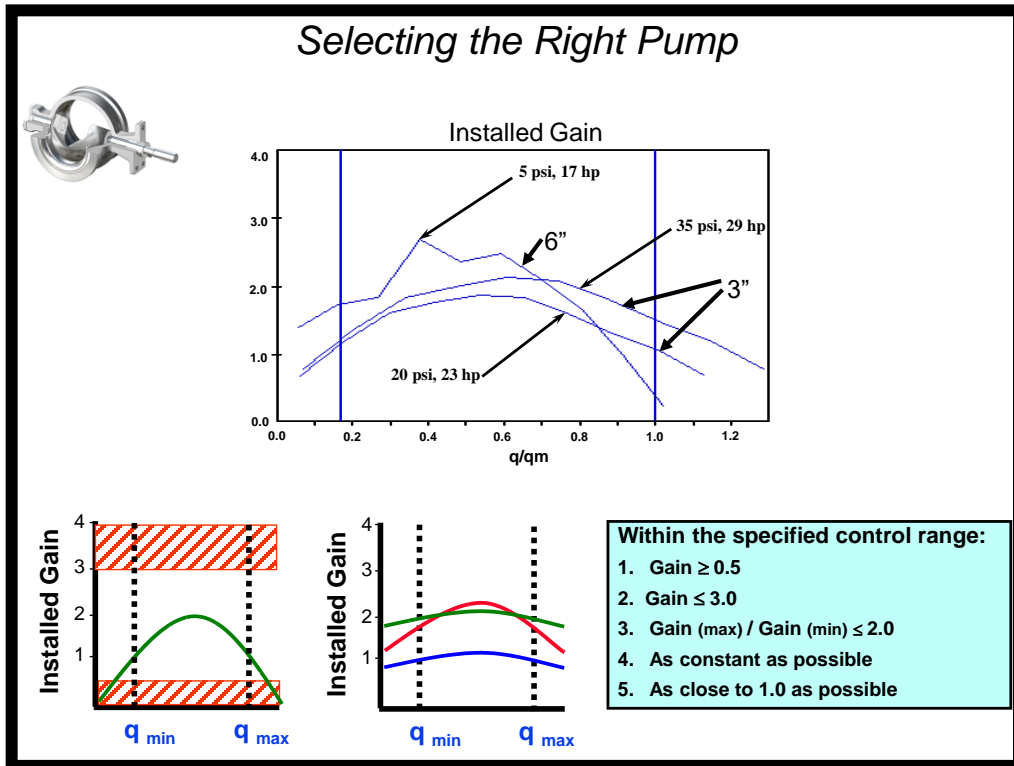 Selecting the Right Pump
Installed Gain
4.0
3.0
2.0
1.0
0.0
0.0 0.2 0.4 0.6 0.8 1.0 1.2
q/qm
5 psi, 17 hp
6”
35 psi, 29 hp
3”
20 psi, 23 hp
Installed Gain
4
3
2
1
q min q max
Installed Gain
4
3
2
1
q min q max
Within the specified control range:
1. Gain ≥ 0.5
2. Gain ≤ 3.0
3. Gain (max) / Gain (min) ≤ 2.0
4. As constant as possible
5. As close to 1.0 as possible